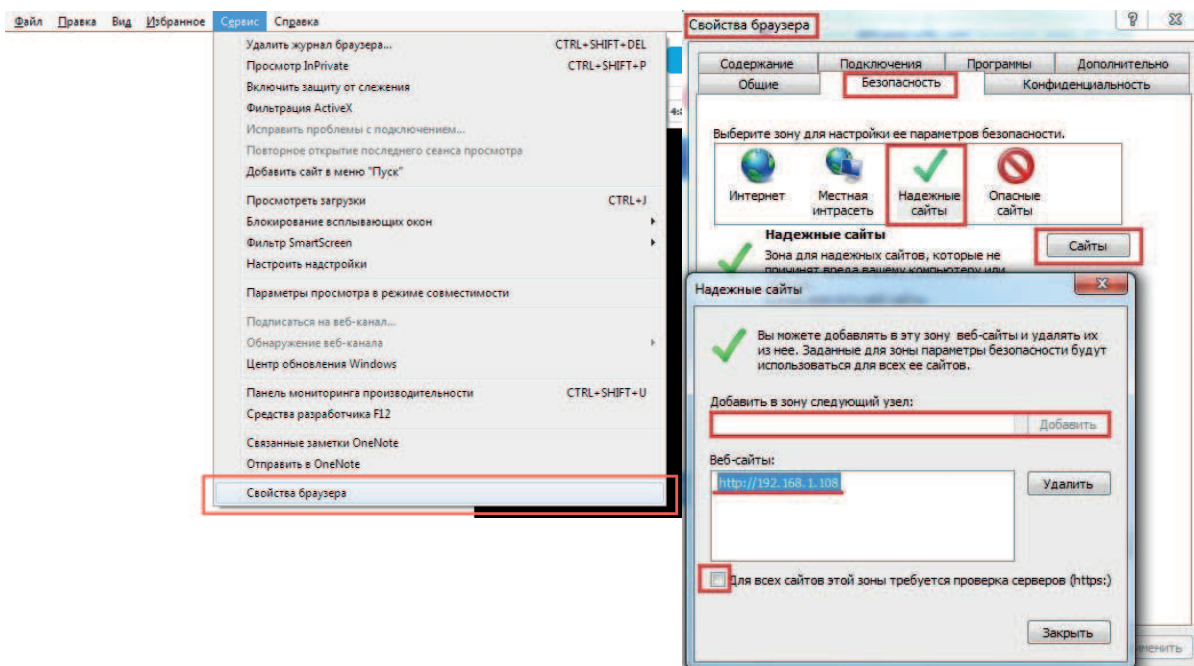 Файл Правка Вид Избранное Сервис Справка
Удалить журнал браузера... CTRL+SHIFT+DEL
Просмотр InPrivate CTRL+SHIFT+P
Включить защиту от слежения
Фильтрация ActiveX
Исправить проблемы с подключением...
Повторное открытие последнего сеанса просмотра
Добавить сайт в меню "Пуск"
Просмотреть загрузки CTRL+J
Блокирование всплывающих окон
Фильтр SmartScreen
Настроить надстройки
Параметры просмотра в режиме совместимости
Подписаться на веб-канал...
Обнаружение веб-канала
Центр обновления Windows
Панель мониторинга производительности CTRL+SHIFT+U
Средства разработчика F12
Связанные заметки OneNote
Отправить в OneNote
Свойства браузера
Свойства браузера
Содержание Подключения Программы Дополнительно
Общие Безопасность Конфиденциальность
Выберите зону для настройки ее параметров безопасности.
Интернет Местная интрасеть Надежные сайты Опасные сайты
Надежные сайты
Сайты
Зона для надежных сайтов, которые не
причинят вреда вашему компьютеру или
Надежные сайты
Вы можете добавлять в эту зону веб-сайты и удалять их
из нее. Заданные для зоны параметры безопасности будут
использоваться для всех ее сайтов.
Добавить в зону следующий узел:
Добавить
Веб-сайты:
http://192.168.1.108
Удалить
Для всех сайтов этой зоны требуется проверка серверов (https:)
Закрыть